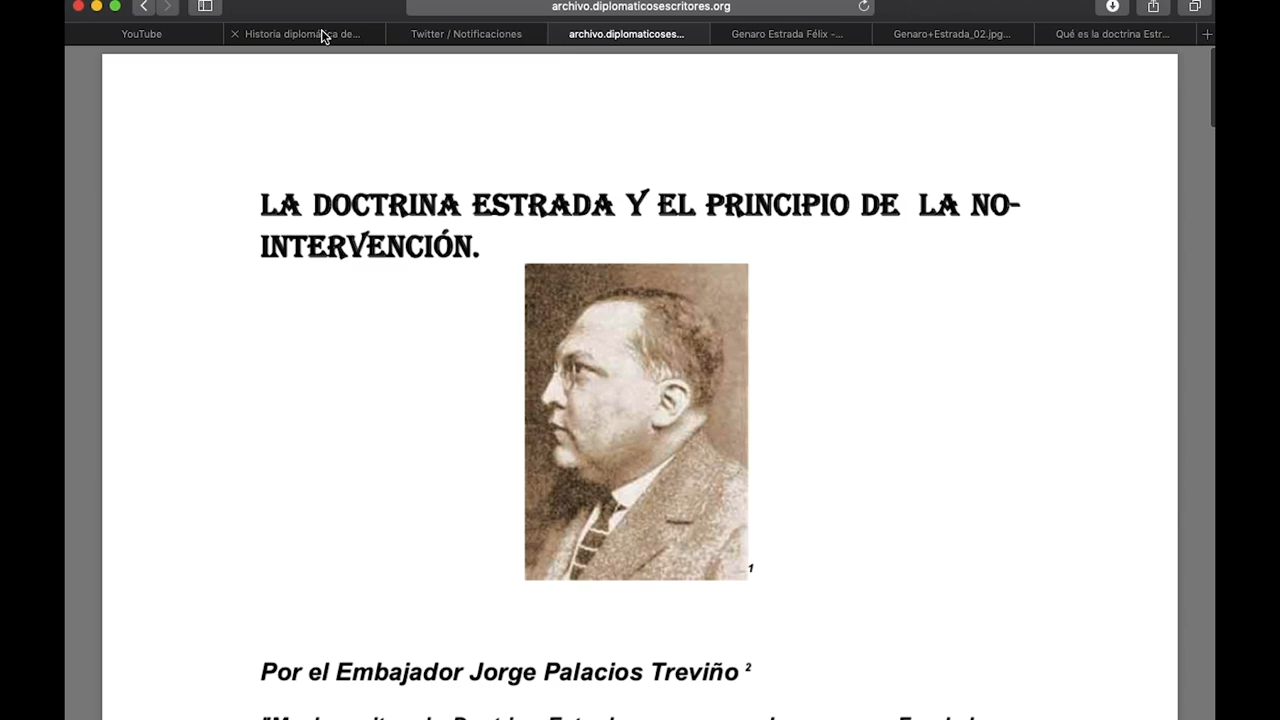 archivo.diplomaticosescritores.org
YouTube
Historia diplomática de...
Twitter / Notificaciones
archivo.diplomaticoses...
Genaro Estrada Félix -...
Genaro+Estrada_02.jpg...
Qué es la doctrina Estr...
LA DOCTRINA ESTRADA Y EL PRINCIPIO DE LA NO-
INTERVENCIÓN.
1
Por el Embajador Jorge Palacios Treviño 2